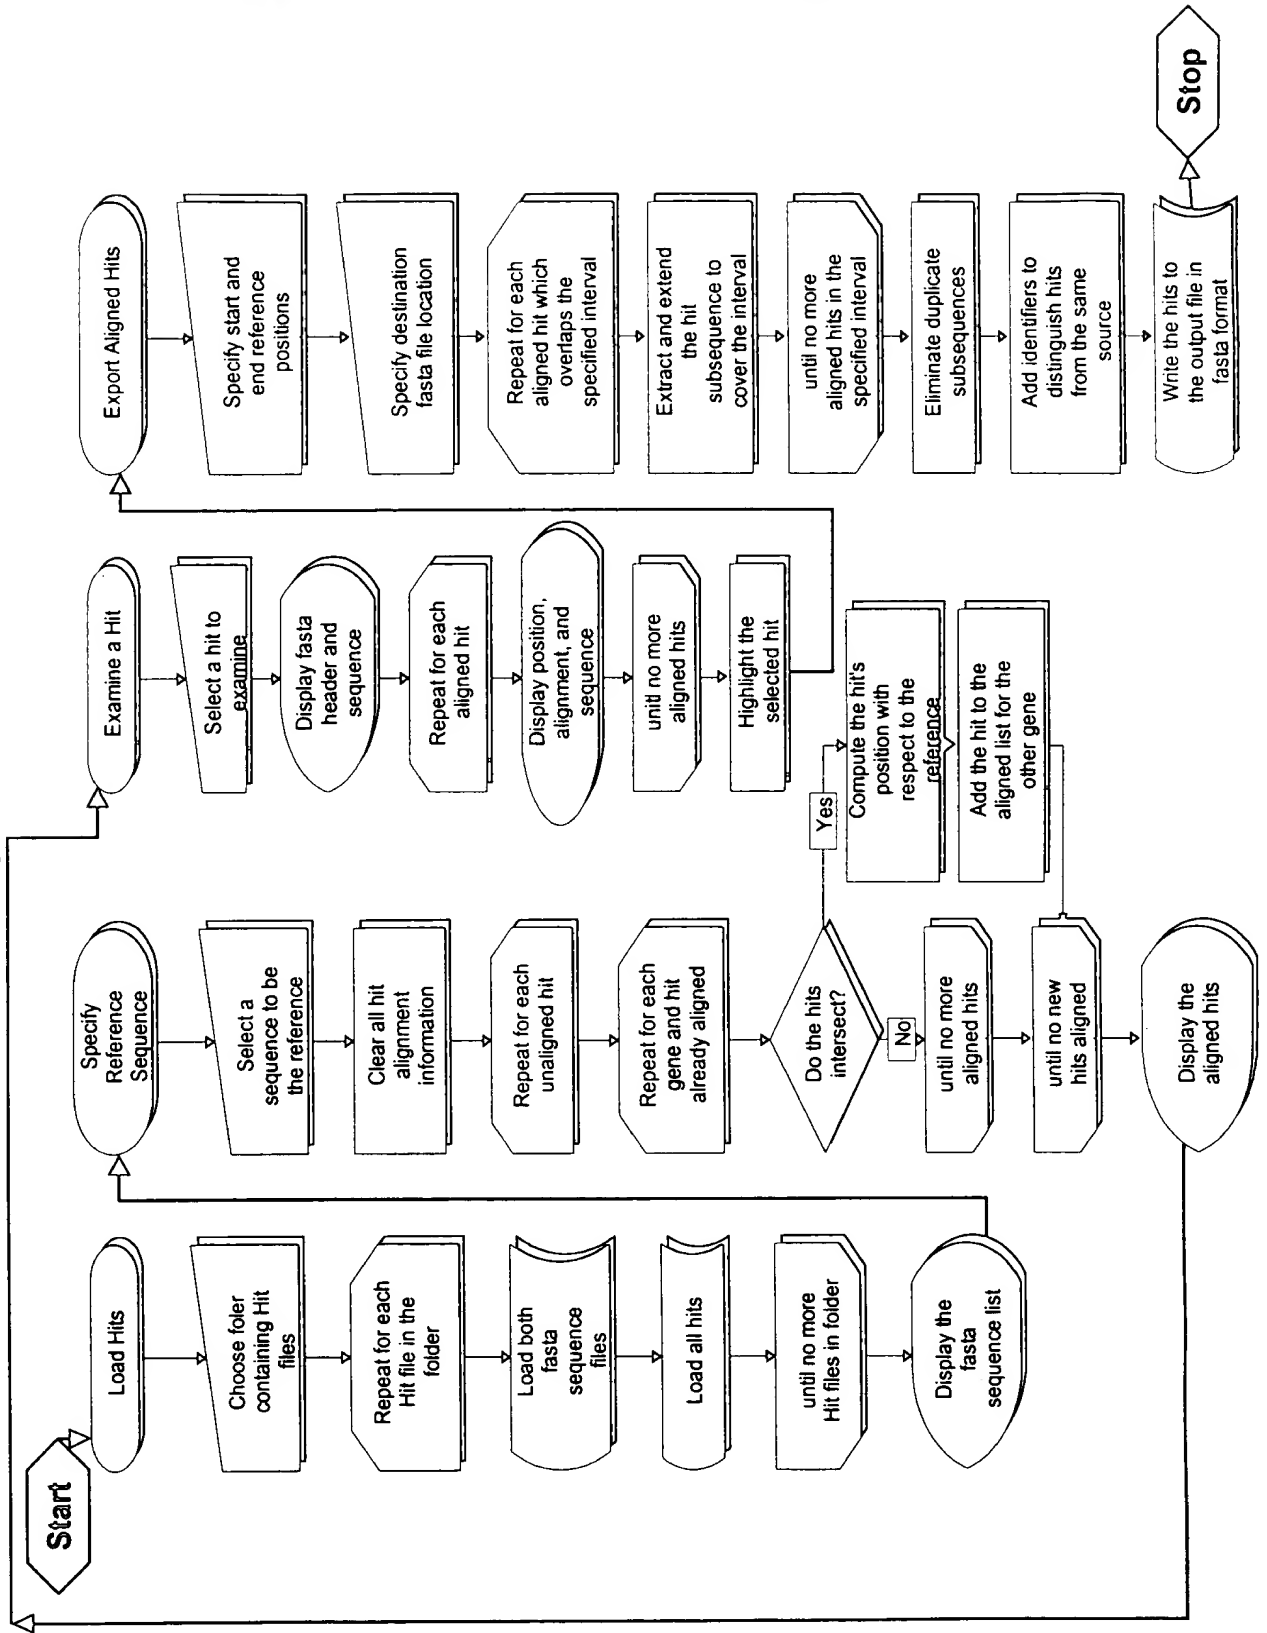 Start
Load Hits
Choose foler
containing Hit
files
Repeat for each
Hit file in the
folder
Load both
fasta
sequence
files
Load all hits
until no more
Hit files in folder
Display the
fasta
sequence list
Specify
Reference
Sequence
Select a
sequence to be
the reference
Clear all hit
alignment
information
Repeat for each
unaligned hit
Repeat for each
gene and hit
already aligned
Do the hits
intersect?
Yes
Compute the hit's
position with
respect to the
reference
Add the hit to the
aligned list for the
other gene
No
until no more
aligned hits
until no new
hits aligned
Display the
aligned hits
Examine a Hit
Select a hit to
examine
Display fasta
header and
sequence
Repeat for each
aligned hit
Display position,
alignment, and
sequence
until no more
aligned hits
Highlight the
selected hit
Export Aligned Hits
Specify start and
end reference
positions
Specify destination
fasta file location
Repeat for each
aligned hit which
overlaps the
specified interval
Extract and extend
the hit
subsequence to
cover the interval
until no more
aligned hits in the
specified interval
Eliminate duplicate
subsequences
Add identifiers to
distinguish hits
from the same
source
Write the hits to
the output file in
fasta format
Stop